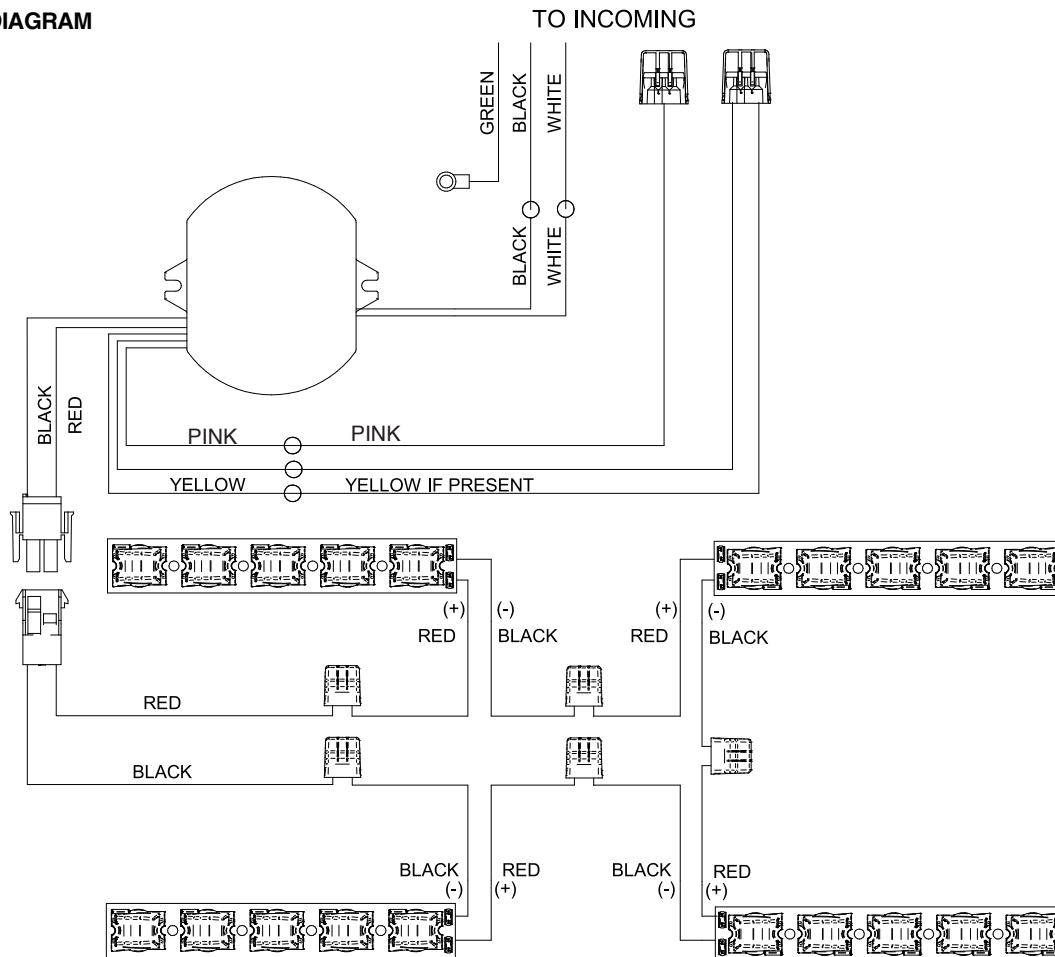 DIAGRAM
TO INCOMING
GREEN
BLACK
WHITE
BLACK
WHITE
BLACK
RED
PINK
PINK
YELLOW
YELLOW IF PRESENT
(+)
(-)
(+)
(-)
RED
BLACK
RED
BLACK
RED
BLACK
BLACK
RED
BLACK
RED
(-)
(+)
(-)
(+)